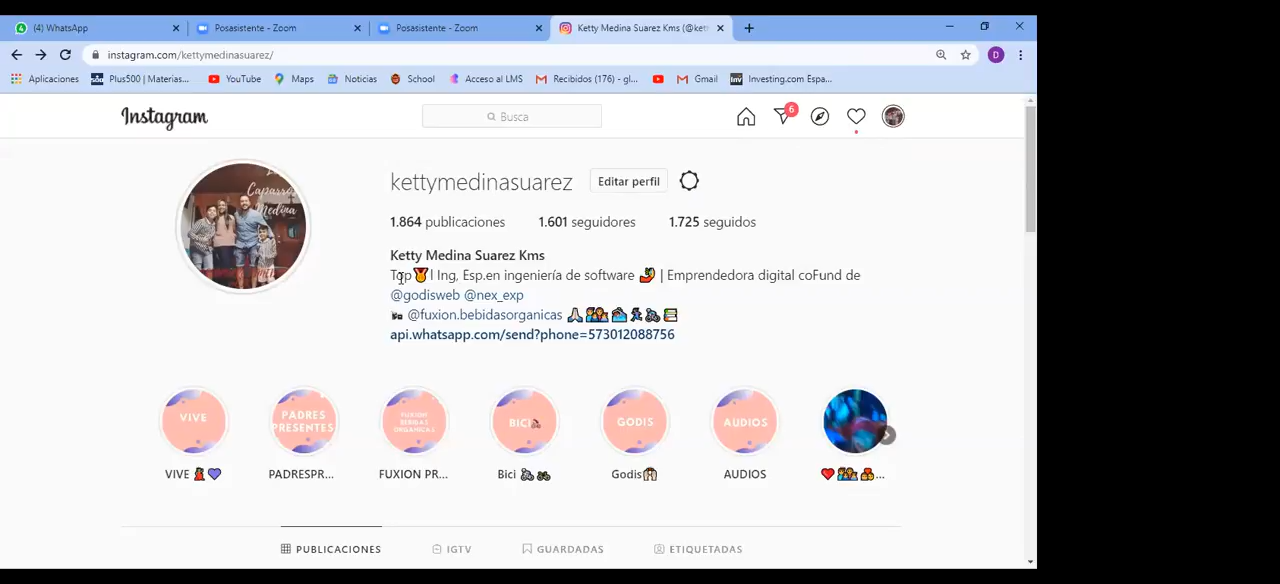 (4) WhatsApp
Posasistente - Zoom
Posasistente - Zoom
Ketty Medina Suarez Kms (@kett
instagram.com/kettymedinasuarez/
D
Aplicaciones
Plus500 | Materias...
YouTube
Maps
Noticias
School
Acceso al LMS
Recibidos (176) - gl...
Gmail
Investing.com Espa...
Instagram
Busca
6
kettymedinasuarez
Editar perfil
1.864 publicaciones
1.601 seguidores
1.725 seguidos
Caparros
Medina
Ketty Medina Suarez Kms
Top🏅| Ing, Esp.en ingeniería de software 🤳 | Emprendedora digital coFund de
@godisweb @nex_exp
@fuxion.bebidasorganicas
api.whatsapp.com/send?phone=573012088756
VIVE
PADRES
PRESENTES
FUXION
BEBIDAS
ORGANICAS
BICI
GODIS
AUDIOS
VIVE 💃💜
PADRESPR...
FUXION PR...
Bici
Godis
AUDIOS
...
PUBLICACIONES
IGTV
GUARDADAS
ETIQUETADAS